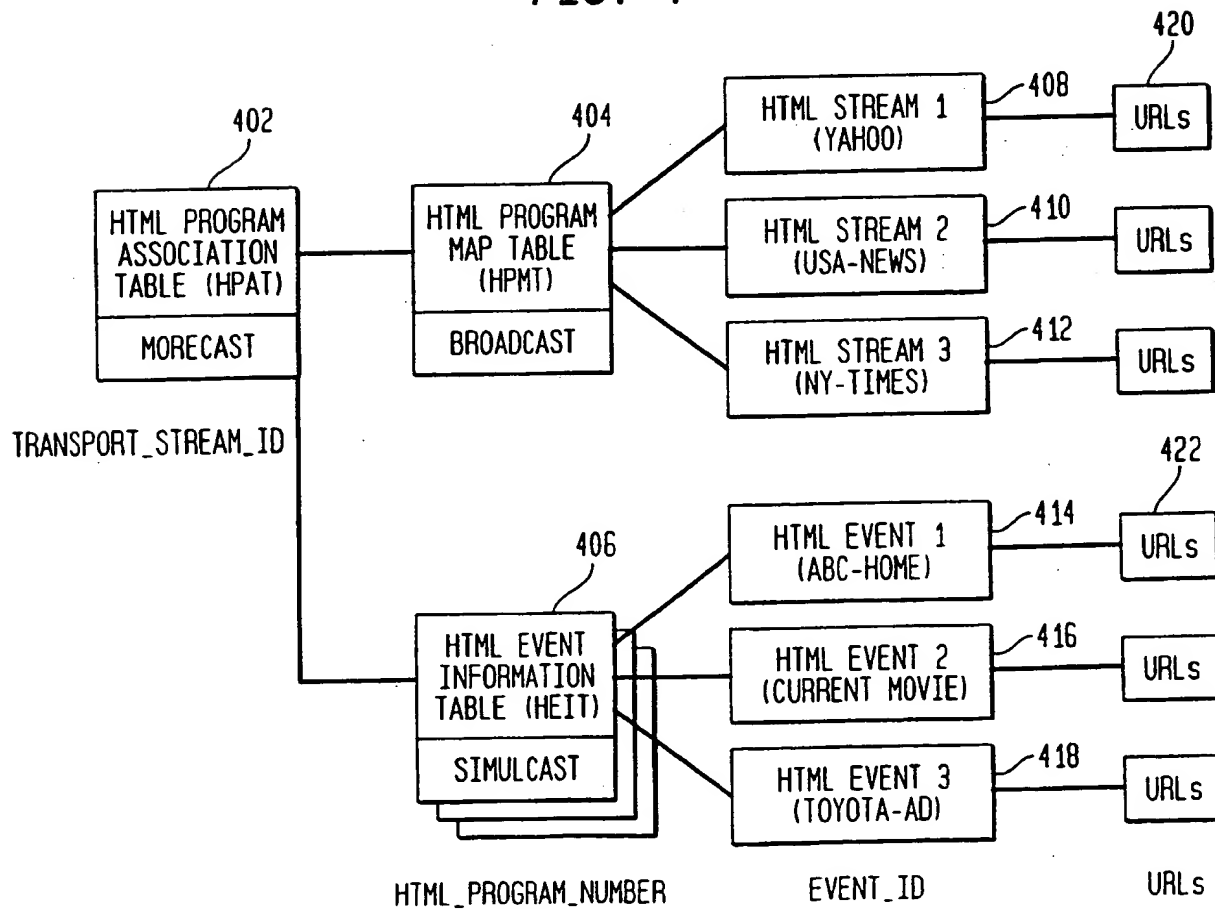 420
402
404
HTML STREAM 1
(YAHOO)
408
URLs
HTML PROGRAM
ASSOCIATION
TABLE (HPAT)
MORECAST
HTML PROGRAM
MAP TABLE
(HPMT)
BROADCAST
HTML STREAM 2
(USA-NEWS)
410
URLs
HTML STREAM 3
(NY-TIMES)
412
URLs
TRANSPORT_STREAM_ID
422
406
HTML EVENT 1
(ABC-HOME)
414
URLs
HTML EVENT
INFORMATION
TABLE (HEIT)
SIMULCAST
HTML EVENT 2
(CURRENT MOVIE)
416
URLs
HTML EVENT 3
(TOYOTA-AD)
418
URLs
HTML_PROGRAM_NUMBER
EVENT_ID
URLs